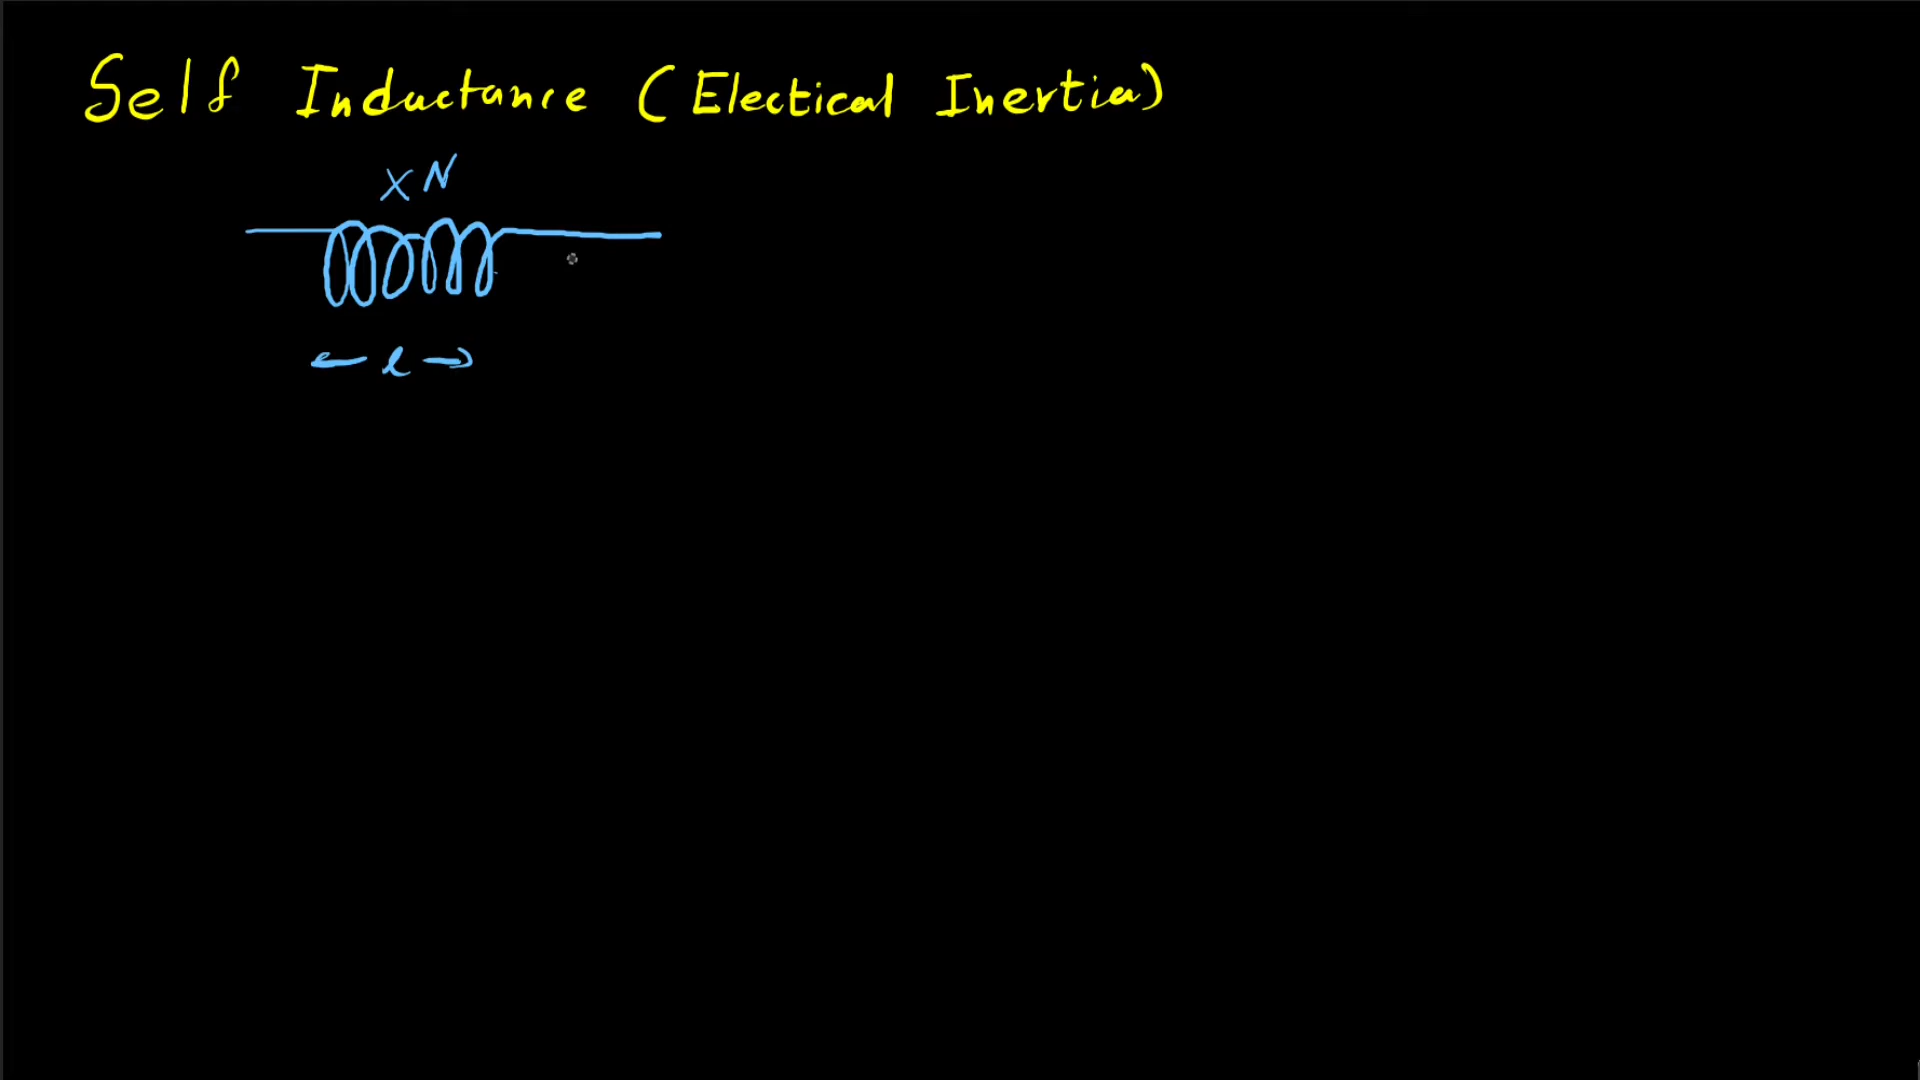 Self Inductance (Electical Inertia)
x N
← l →